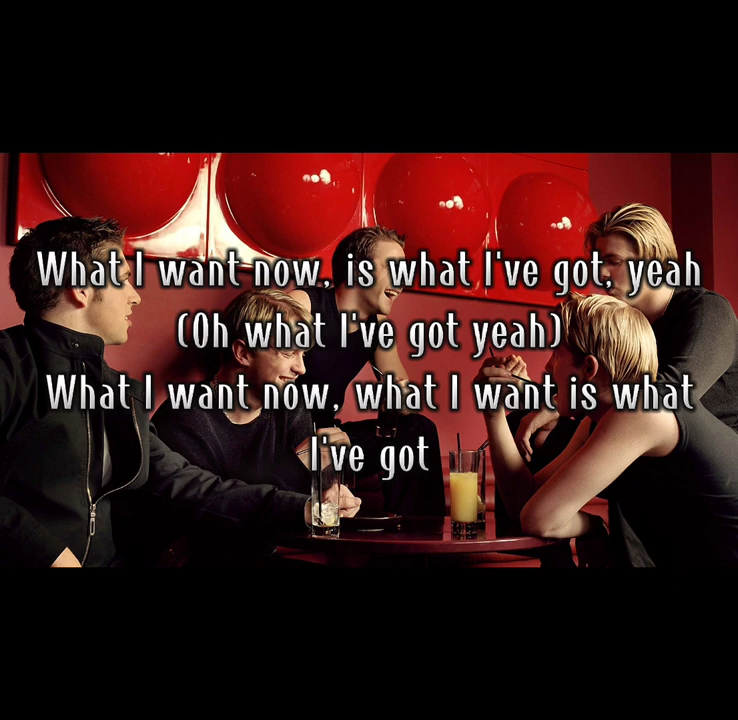 What I want now, is what I've got, yeah
(Oh what I've got yeah)
What I want now, what I want is what
I've got